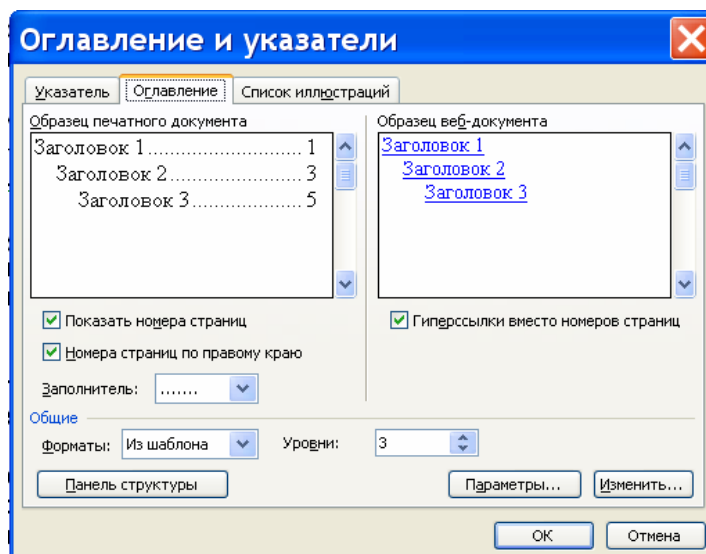 Оглавление и указатели
Указатель Оглавление Список иллюстраций
Образец печатного документа Образец веб-документа
Заголовок 1........................... 1 Заголовок 1
Заголовок 2....................... 3 Заголовок 2
Заголовок 3................... 5 Заголовок 3
Показать номера страниц Гиперссылки вместо номеров страниц
Номера страниц по правому краю
Заполнитель: .......
Общие
Форматы: Из шаблона Уровни: 3
Панель структуры Параметры... Изменить...
ОК Отмена